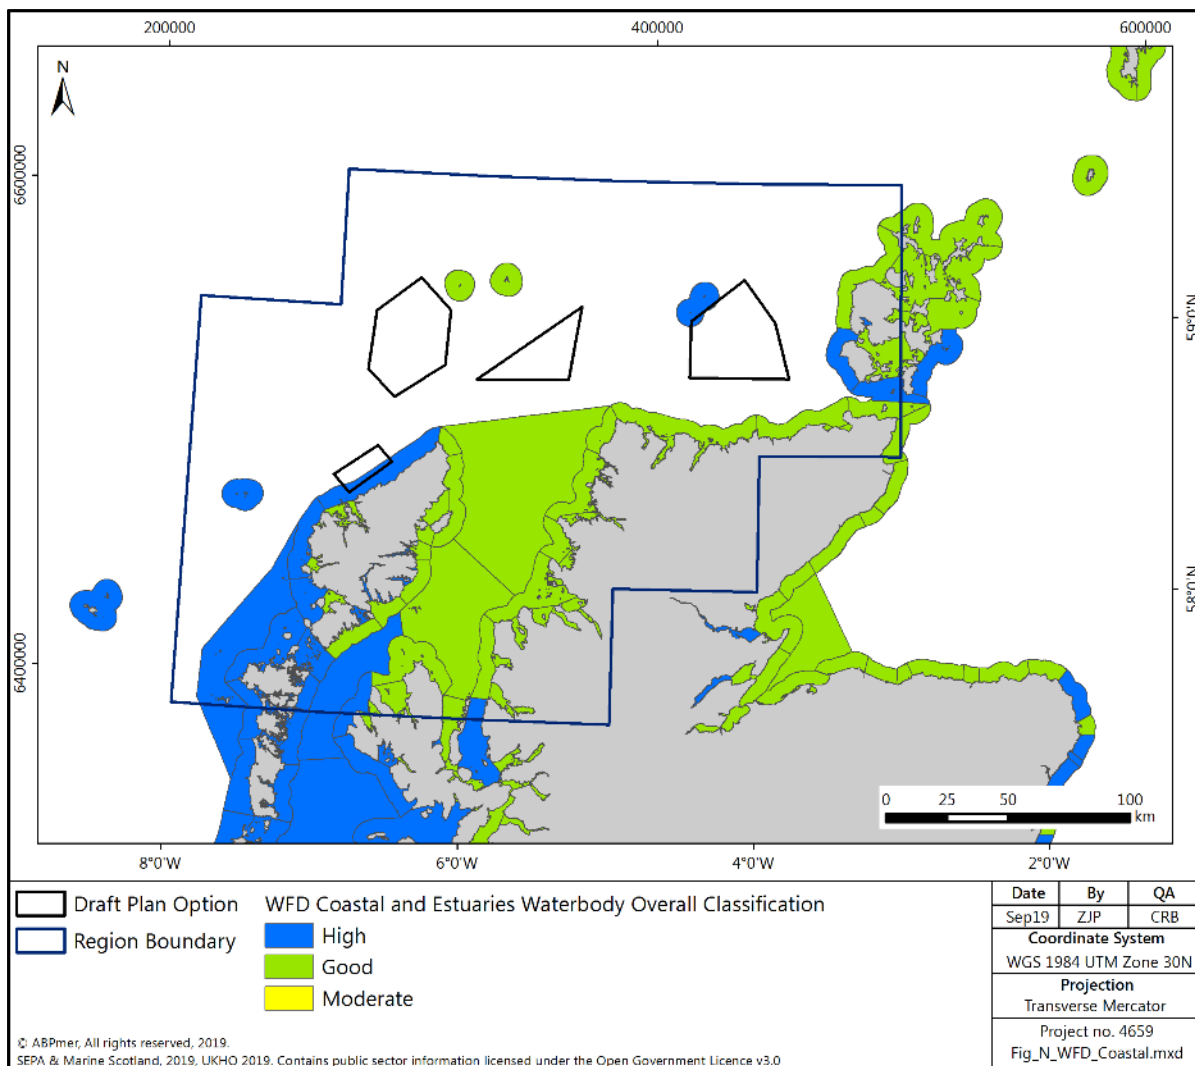 200000
400000
600000
N
6600000
6400000
59°0'N
58°0'N
0
25
50
100
km
8°0'W
6°0'W
4°0'W
2°0'W
Draft Plan Option
Region Boundary
WFD Coastal and Estuaries Waterbody Overall Classification
High
Good
Moderate
Date By QA
Sep19 ZJP CRB
Coordinate System
WGS 1984 UTM Zone 30N
Projection
Transverse Mercator
Project no. 4659
Fig_N_WFD_Coastal.mxd
© ABPmer, All rights reserved, 2019.
SEPA & Marine Scotland, 2019, UKHO 2019. Contains public sector information licensed under the Open Government Licence v3.0